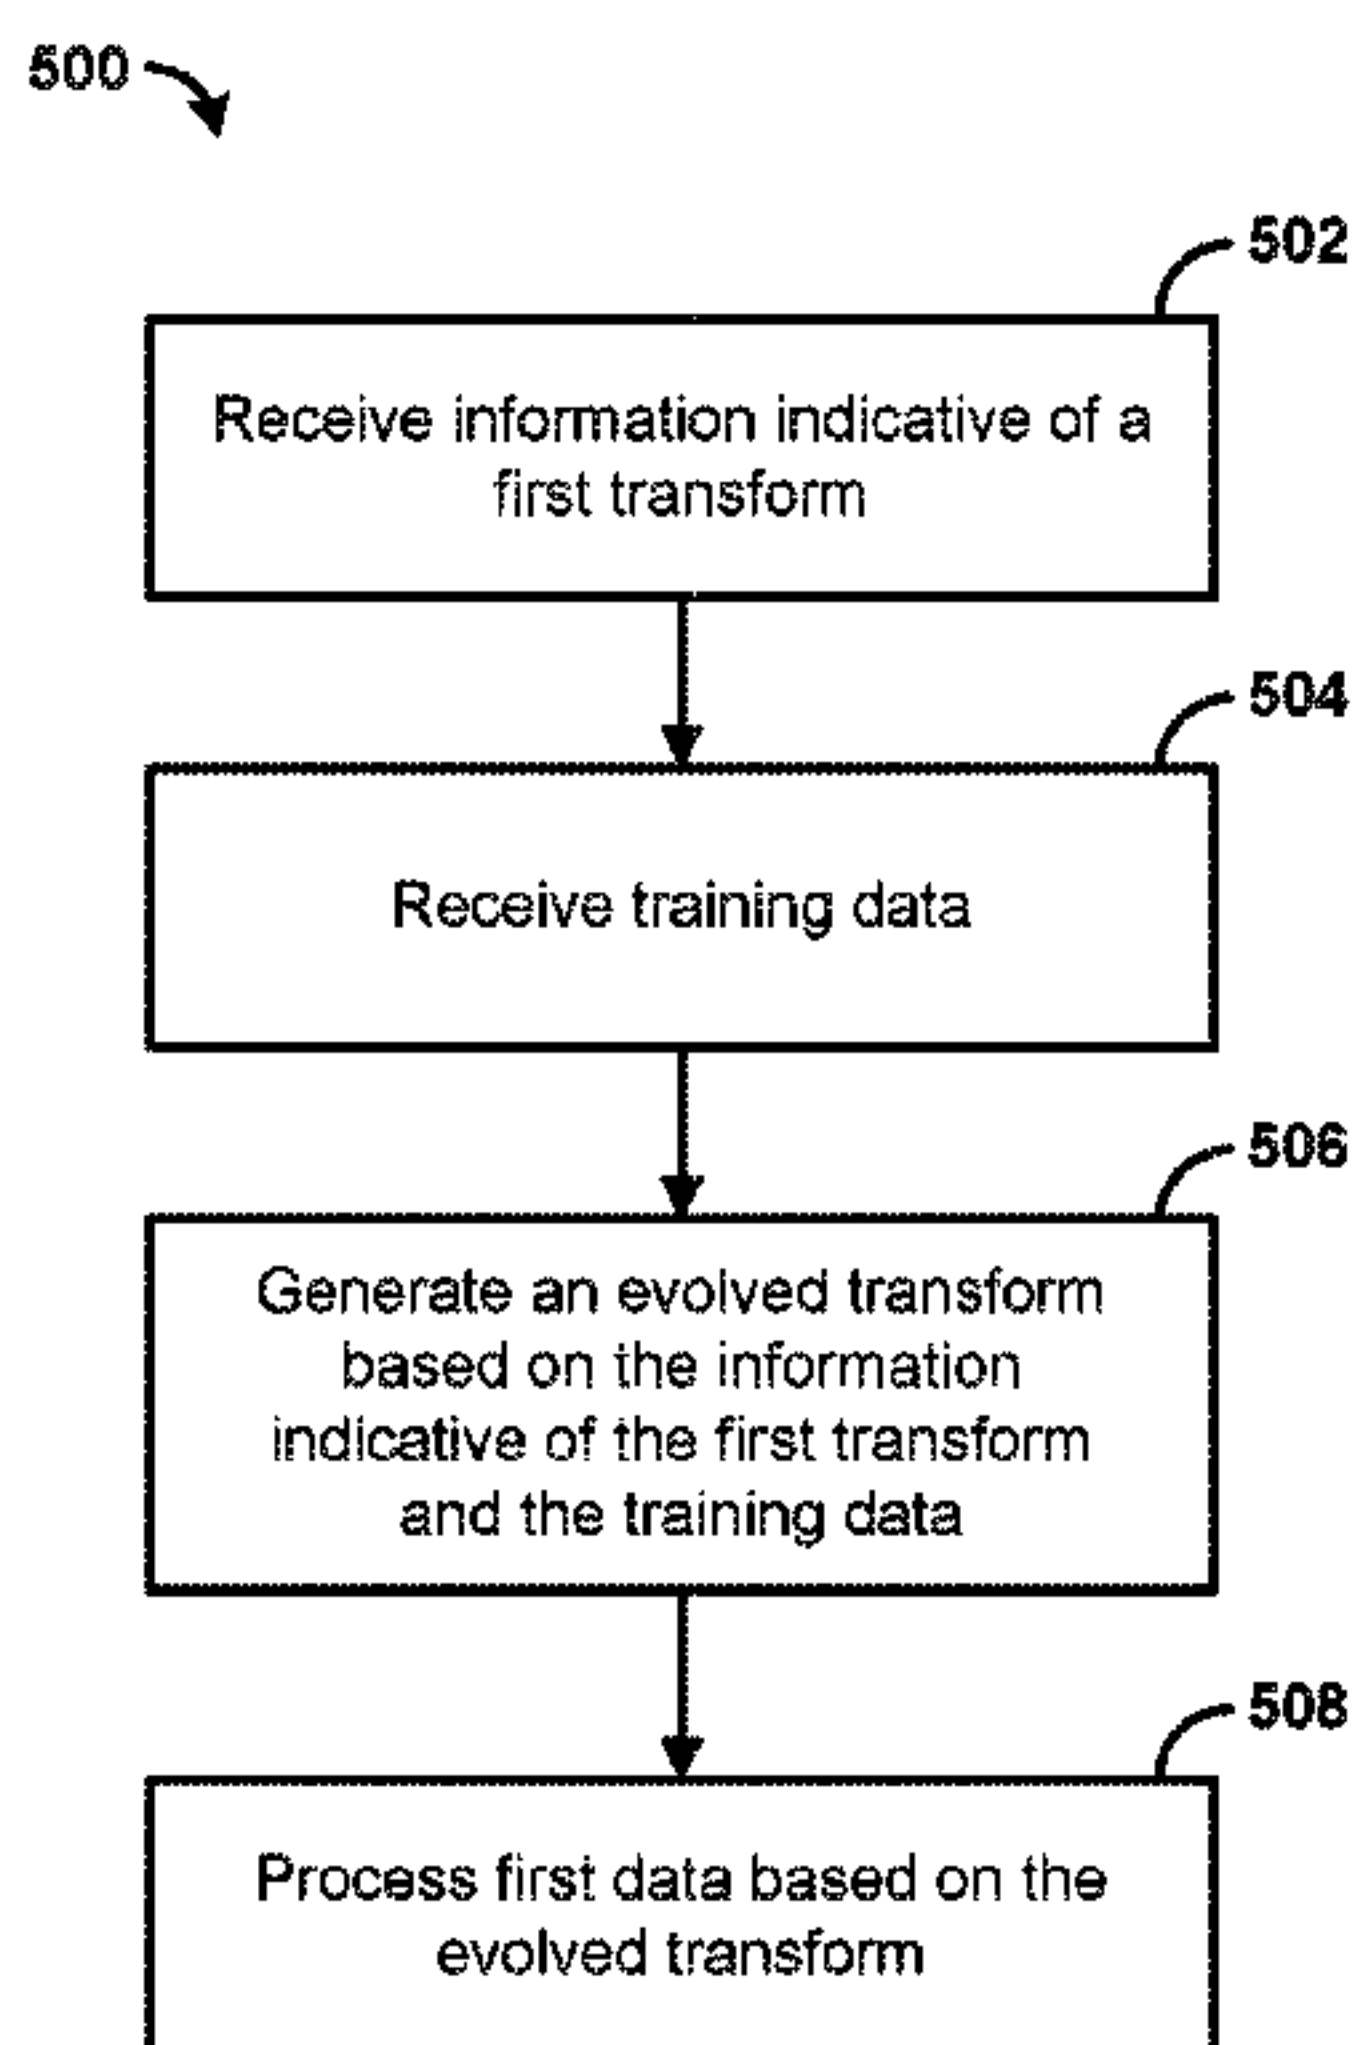 500
502
Receive information indicative of a
first transform
504
Receive training data
506
Generate an evolved transform
based on the information
indicative of the first transform
and the training data
508
Process first data based on the
evolved transform